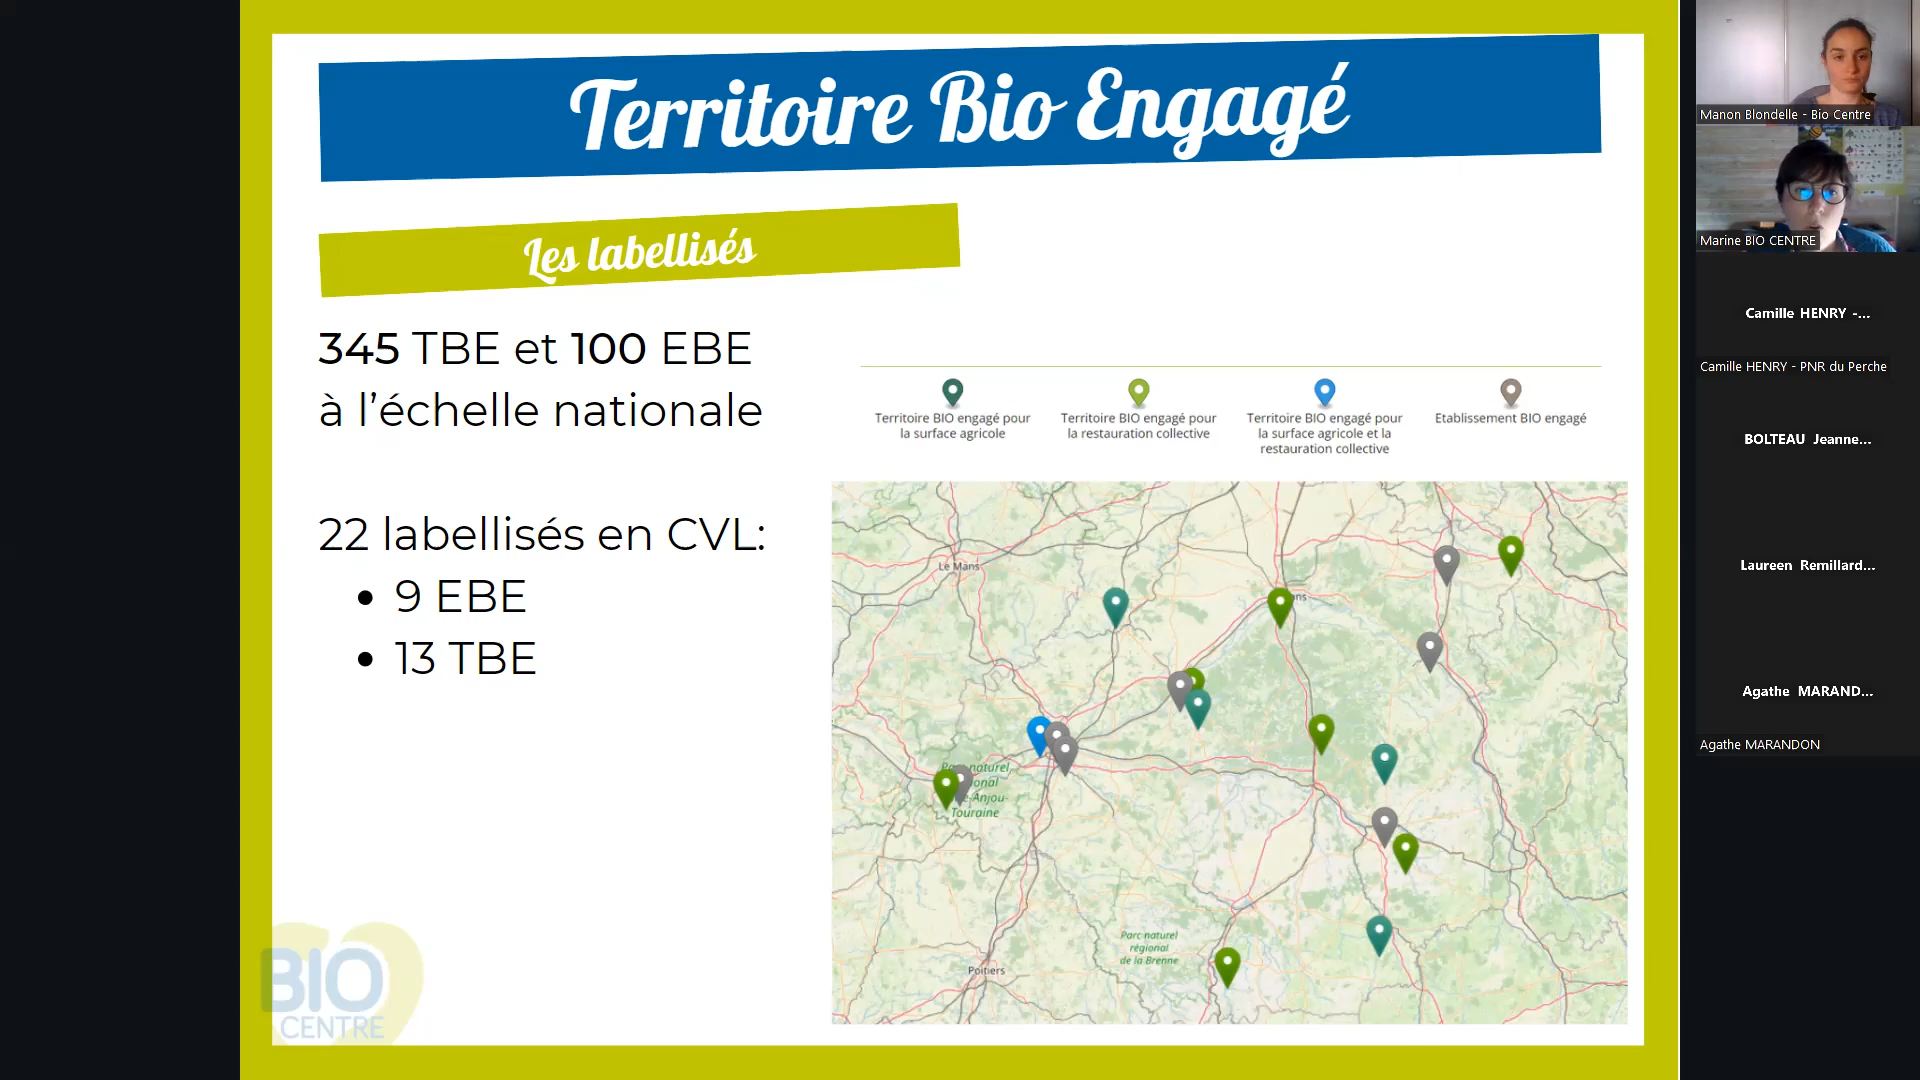 Territoire Bio Engagé
Les labellisés
345 TBE et 100 EBE
à l'échelle nationale
22 labellisés en CVL:
• 9 EBE
• 13 TBE
Territoire BIO engagé pour
la surface agricole
Territoire BIO engagé pour
la restauration collective
Territoire BIO engagé pour
la surface agricole et la
restauration collective
Etablissement BIO engagé
Le Mans
Parc naturel
-Anjou-
Touraine
Poitiers
Parc naturel
régional
de la Brenne
BIO
CENTRE
Manon Blondelle - Bio Centre
Marine BIO CENTRE
Camille HENRY -...
Camille HENRY - PNR du Perche
BOLTEAU Jeanne...
Laureen Remillard...
Agathe MARAND...
Agathe MARANDON